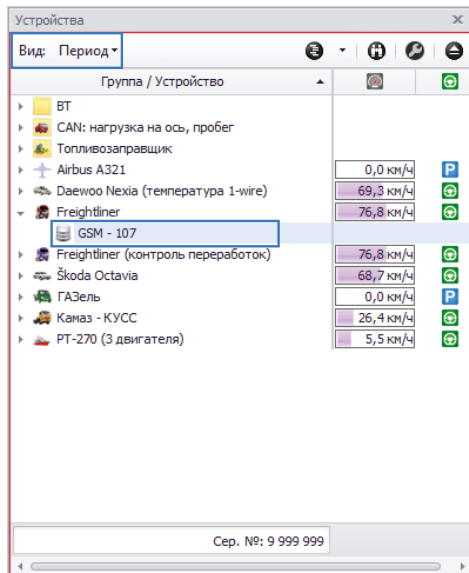 Устройства
Вид: Период
Группа / Устройство
BT
CAN: нагрузка на ось, пробег
Топливозаправщик
Airbus A321 0,0 км/ч P
Daewoo Nexia (температура 1-wire) 69,3 км/ч
Freightliner 76,8 км/ч
GSM - 107
Freightliner (контроль переработок) 76,8 км/ч
Škoda Octavia 68,7 км/ч
ГАЗель 0,0 км/ч P
Камаз - КУСС 26,4 км/ч
РТ-270 (3 двигателя) 5,5 км/ч
Сер. №: 9 999 999